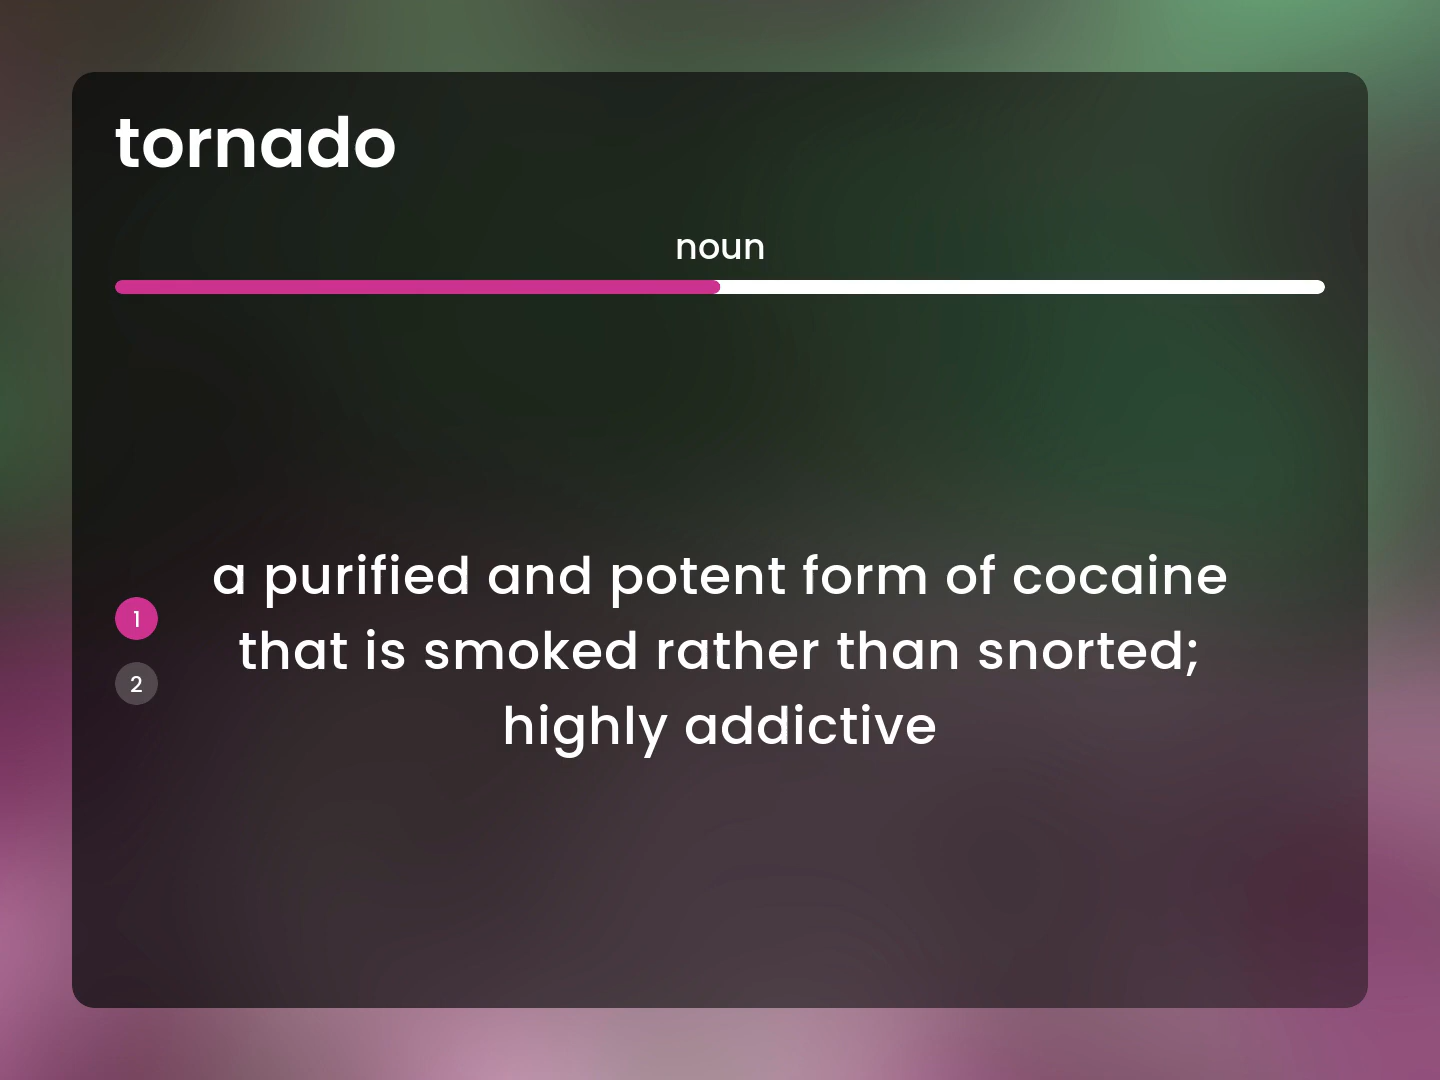 tornado
noun
a purified and potent form of cocaine
1
that is smoked rather than snorted;
2
highly addictive